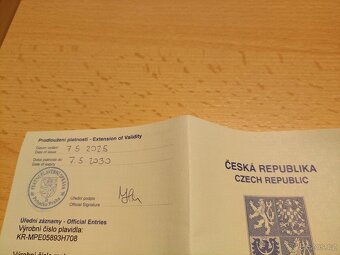 Prodloužení platnosti - Extension of Validity
Datum vydání
Date of issue
7.5.2025
Doba platnosti do
Date of expiry
7.5.2030
Úřední podpis
Official Signature
Úřední záznamy - Official Entries
Výrobní číslo plavidla:
KR-MPE05893H708
ČESKÁ REPUBLIKA
CZECH REPUBLIC